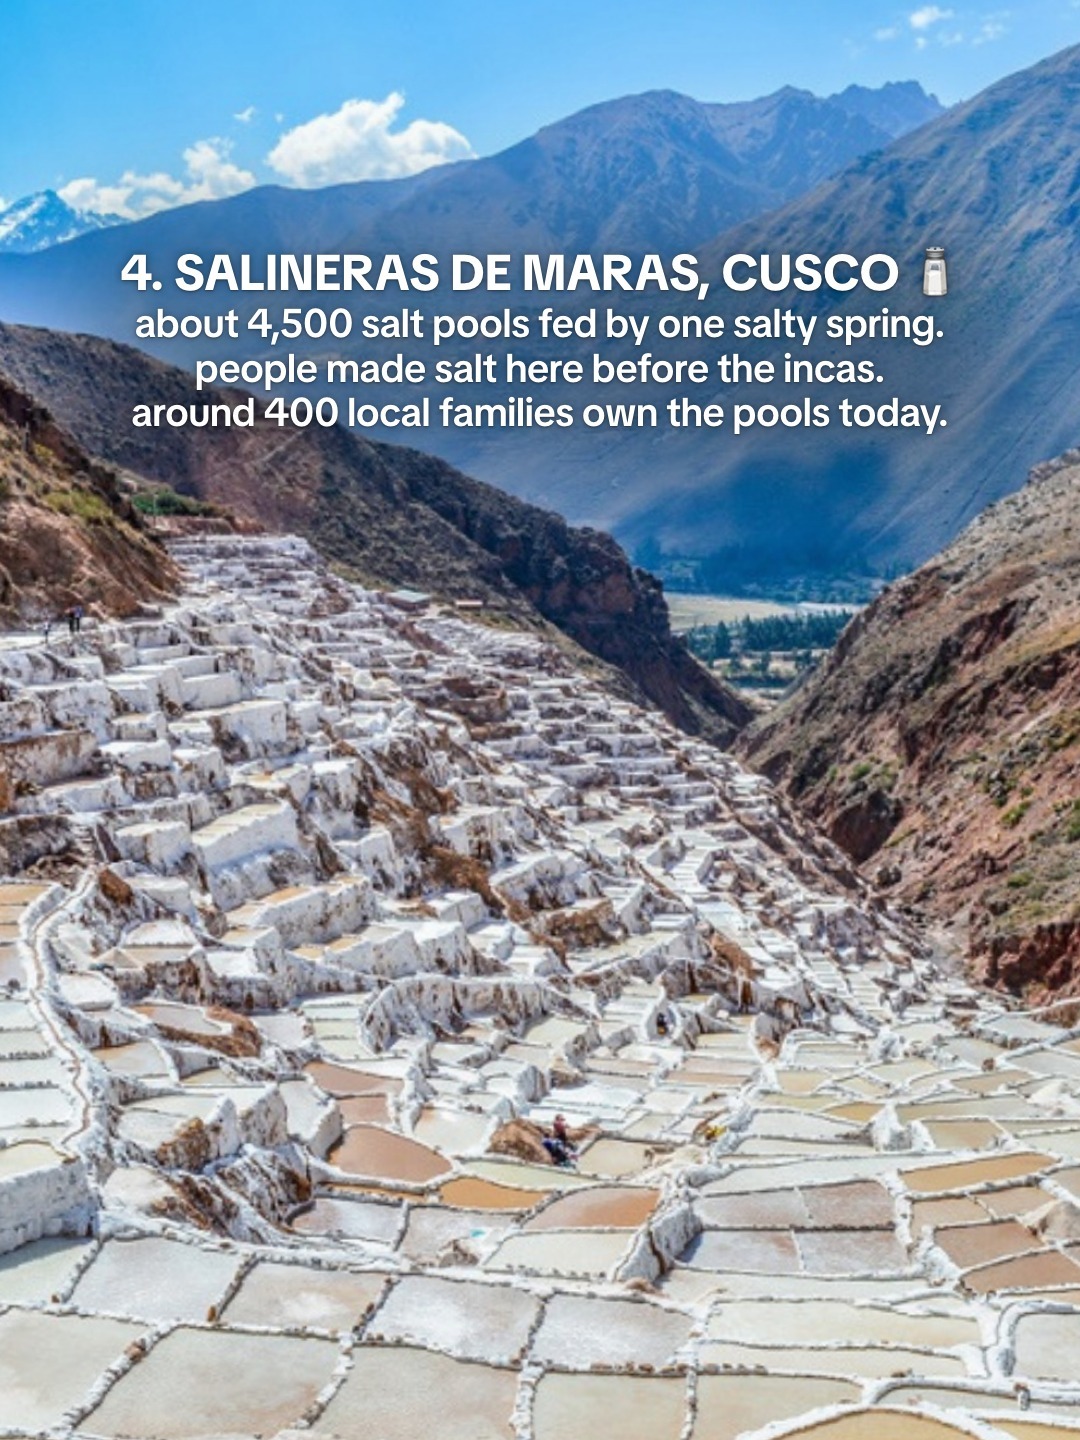 4. SALINERAS DE MARAS, CUSCO 🧂
about 4,500 salt pools fed by one salty spring.
people made salt here before the incas.
around 400 local families own the pools today.